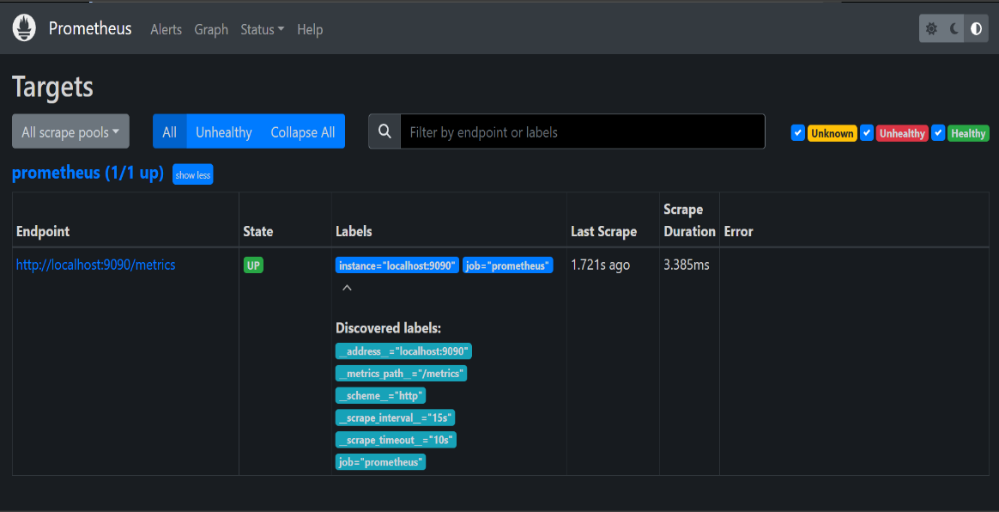 Prometheus Alerts Graph Status Help
Targets
All scrape pools All Unhealthy Collapse All Filter by endpoint or labels Unknown Unhealthy Healthy
prometheus (1/1 up) show less
Endpoint State Labels Last Scrape Scrape Duration Error
http://localhost:9090/metrics UP instance="localhost:9090" job="prometheus" 1.721s ago 3.385ms
Discovered labels:
__address__="localhost:9090"
__metrics_path__="/metrics"
__scheme__="http"
__scrape_interval__="15s"
__scrape_timeout__="10s"
job="prometheus"